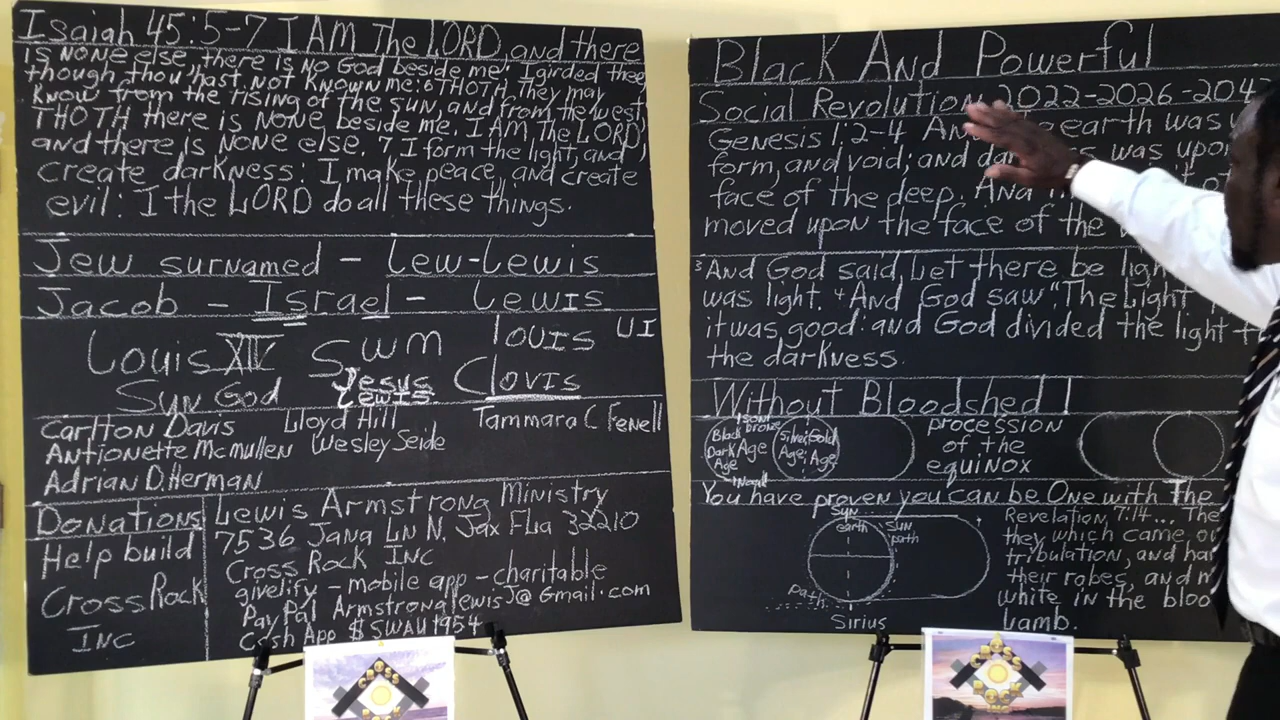 Isaiah 45:5-7 I AM The LORD, and there
is NONE else, there is no God beside me: I girded thee
though thou hast not known me: 6 THOTH They may
know from the rising of the sun, and from the west,
THOTH there is NONE beside me. I AM The LORD,
and there is NONE else. 7 I form the light, and
create darkness: I make peace, and create
evil: I the LORD do all these things.
Jew surnamed - Lew-Lewis
Jacob - Israel - Lewis
Louis XIV Swm louis UI
Syn God Jesus Lewis Clovis
Carlton Davis Lloyd Hill Tammara C Fenell
Antionette McMullen Wesley Seide
Adrian D. Herman
Donations
Help build
Cross Rock
INC
Lewis Armstrong Ministry
7536 Jana Ln N, Jax Fla 32210
Cross Rock INC
givelify - mobile app - charitable
PayPal ArmstronglewisJ@Gmail.com
Cash App $SWAU1954
CROSS
ROCK
Black And Powerful
Social Revolution 2022-2026-204
Genesis 1:2-4 earth was
form, and void; and was upon
face of the deep. And
moved upon the face of the
3 And God said, Let there be
was light. 4 And God saw "The Light
it was good: and God divided the light
the darkness.
Without Bloodshed!
Black
Dark Age
Age
Bronze
Age
Silver
Age
Gold
Age
procession
of the
equinox
You have proven you can be One with The
Syn
earth
Syn
path
path
Sirius
Revelation 7:14... The
they which came
tribulation, and
their robes, and
white in the
Lamb.
CROSS
ROCK
INC